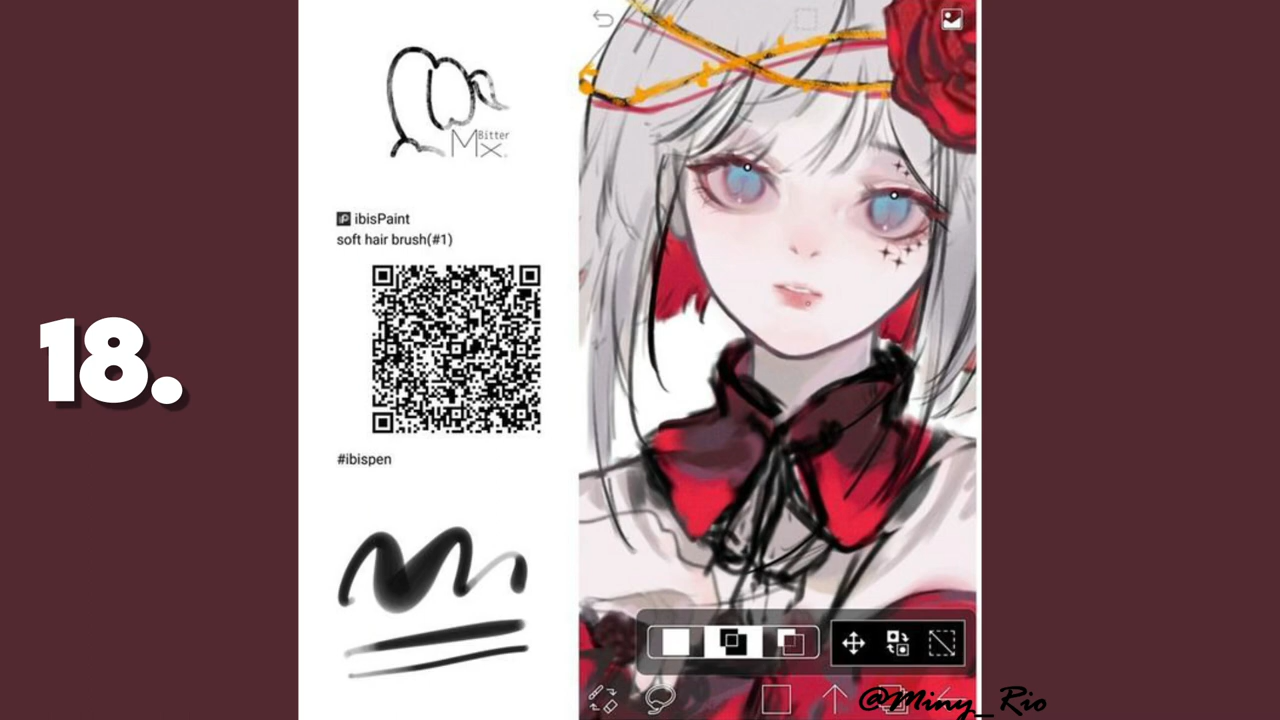 18.
Bitter
Mx.
ibisPaint
soft hair brush(#1)
#ibispen
@Miny_Rio